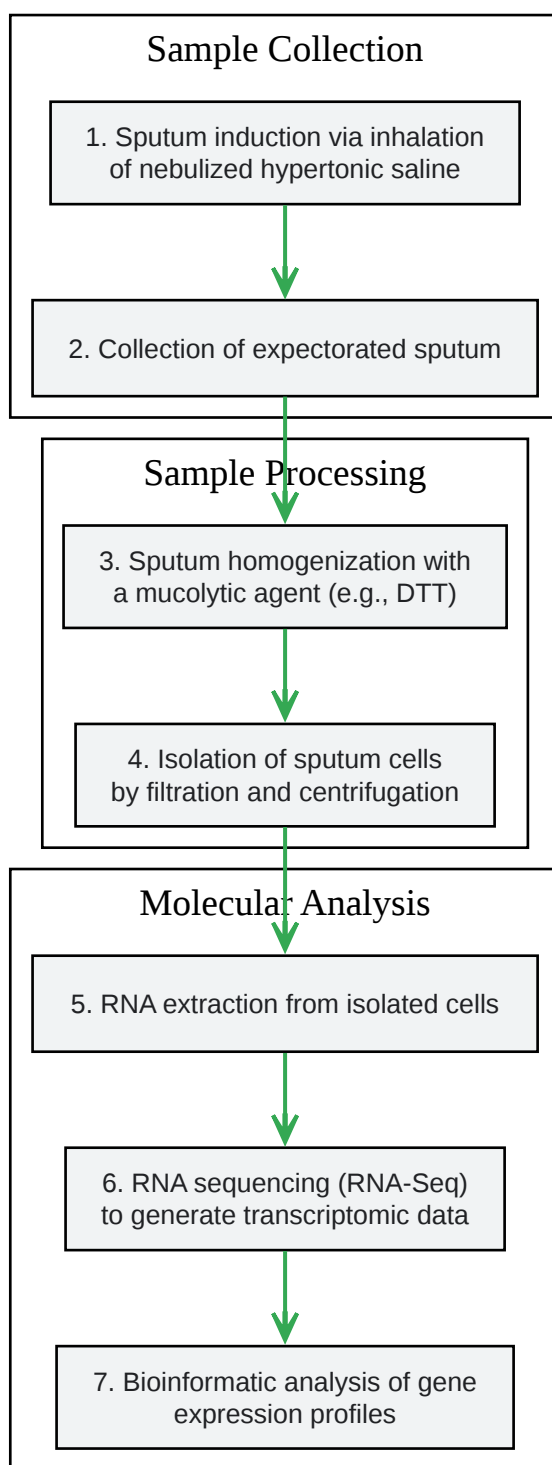 Sample Collection
1. Sputum induction via inhalation
of nebulized hypertonic saline
2. Collection of expectorated sputum
Sample Processing
3. Sputum homogenization with
a mucolytic agent (e.g., DTT)
4. Isolation of sputum cells
by filtration and centrifugation
Molecular Analysis
5. RNA extraction from isolated cells
6. RNA sequencing (RNA-Seq)
to generate transcriptomic data
7. Bioinformatic analysis of gene
expression profiles